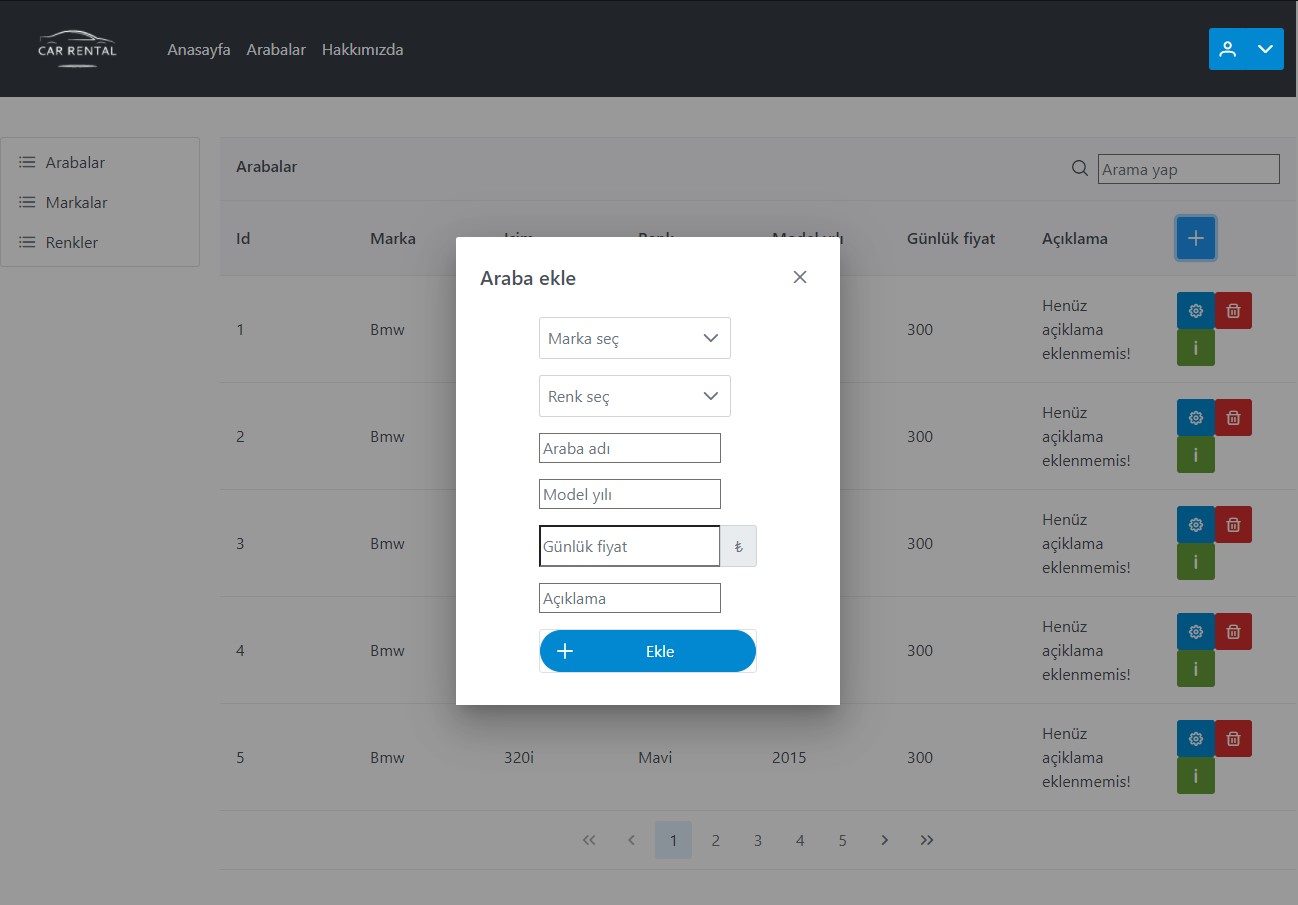 CAR RENTAL
Anasayfa Arabalar Hakkımızda
Arabalar
Markalar
Renkler
Arabalar
Arama yap
Id Marka İsim Renk Model yılı Günlük fiyat Açıklama
1 Bmw 300 Henüz
açiklama
eklenmemis!
2 Bmw 300 Henüz
açiklama
eklenmemis!
3 Bmw 300 Henüz
açiklama
eklenmemis!
4 Bmw 300 Henüz
açiklama
eklenmemis!
5 Bmw 320i Mavi 2015 300 Henüz
açiklama
eklenmemis!
1 2 3 4 5
Araba ekle
Marka seç
Renk seç
Araba adı
Model yılı
Günlük fiyat ₺
Açıklama
Ekle